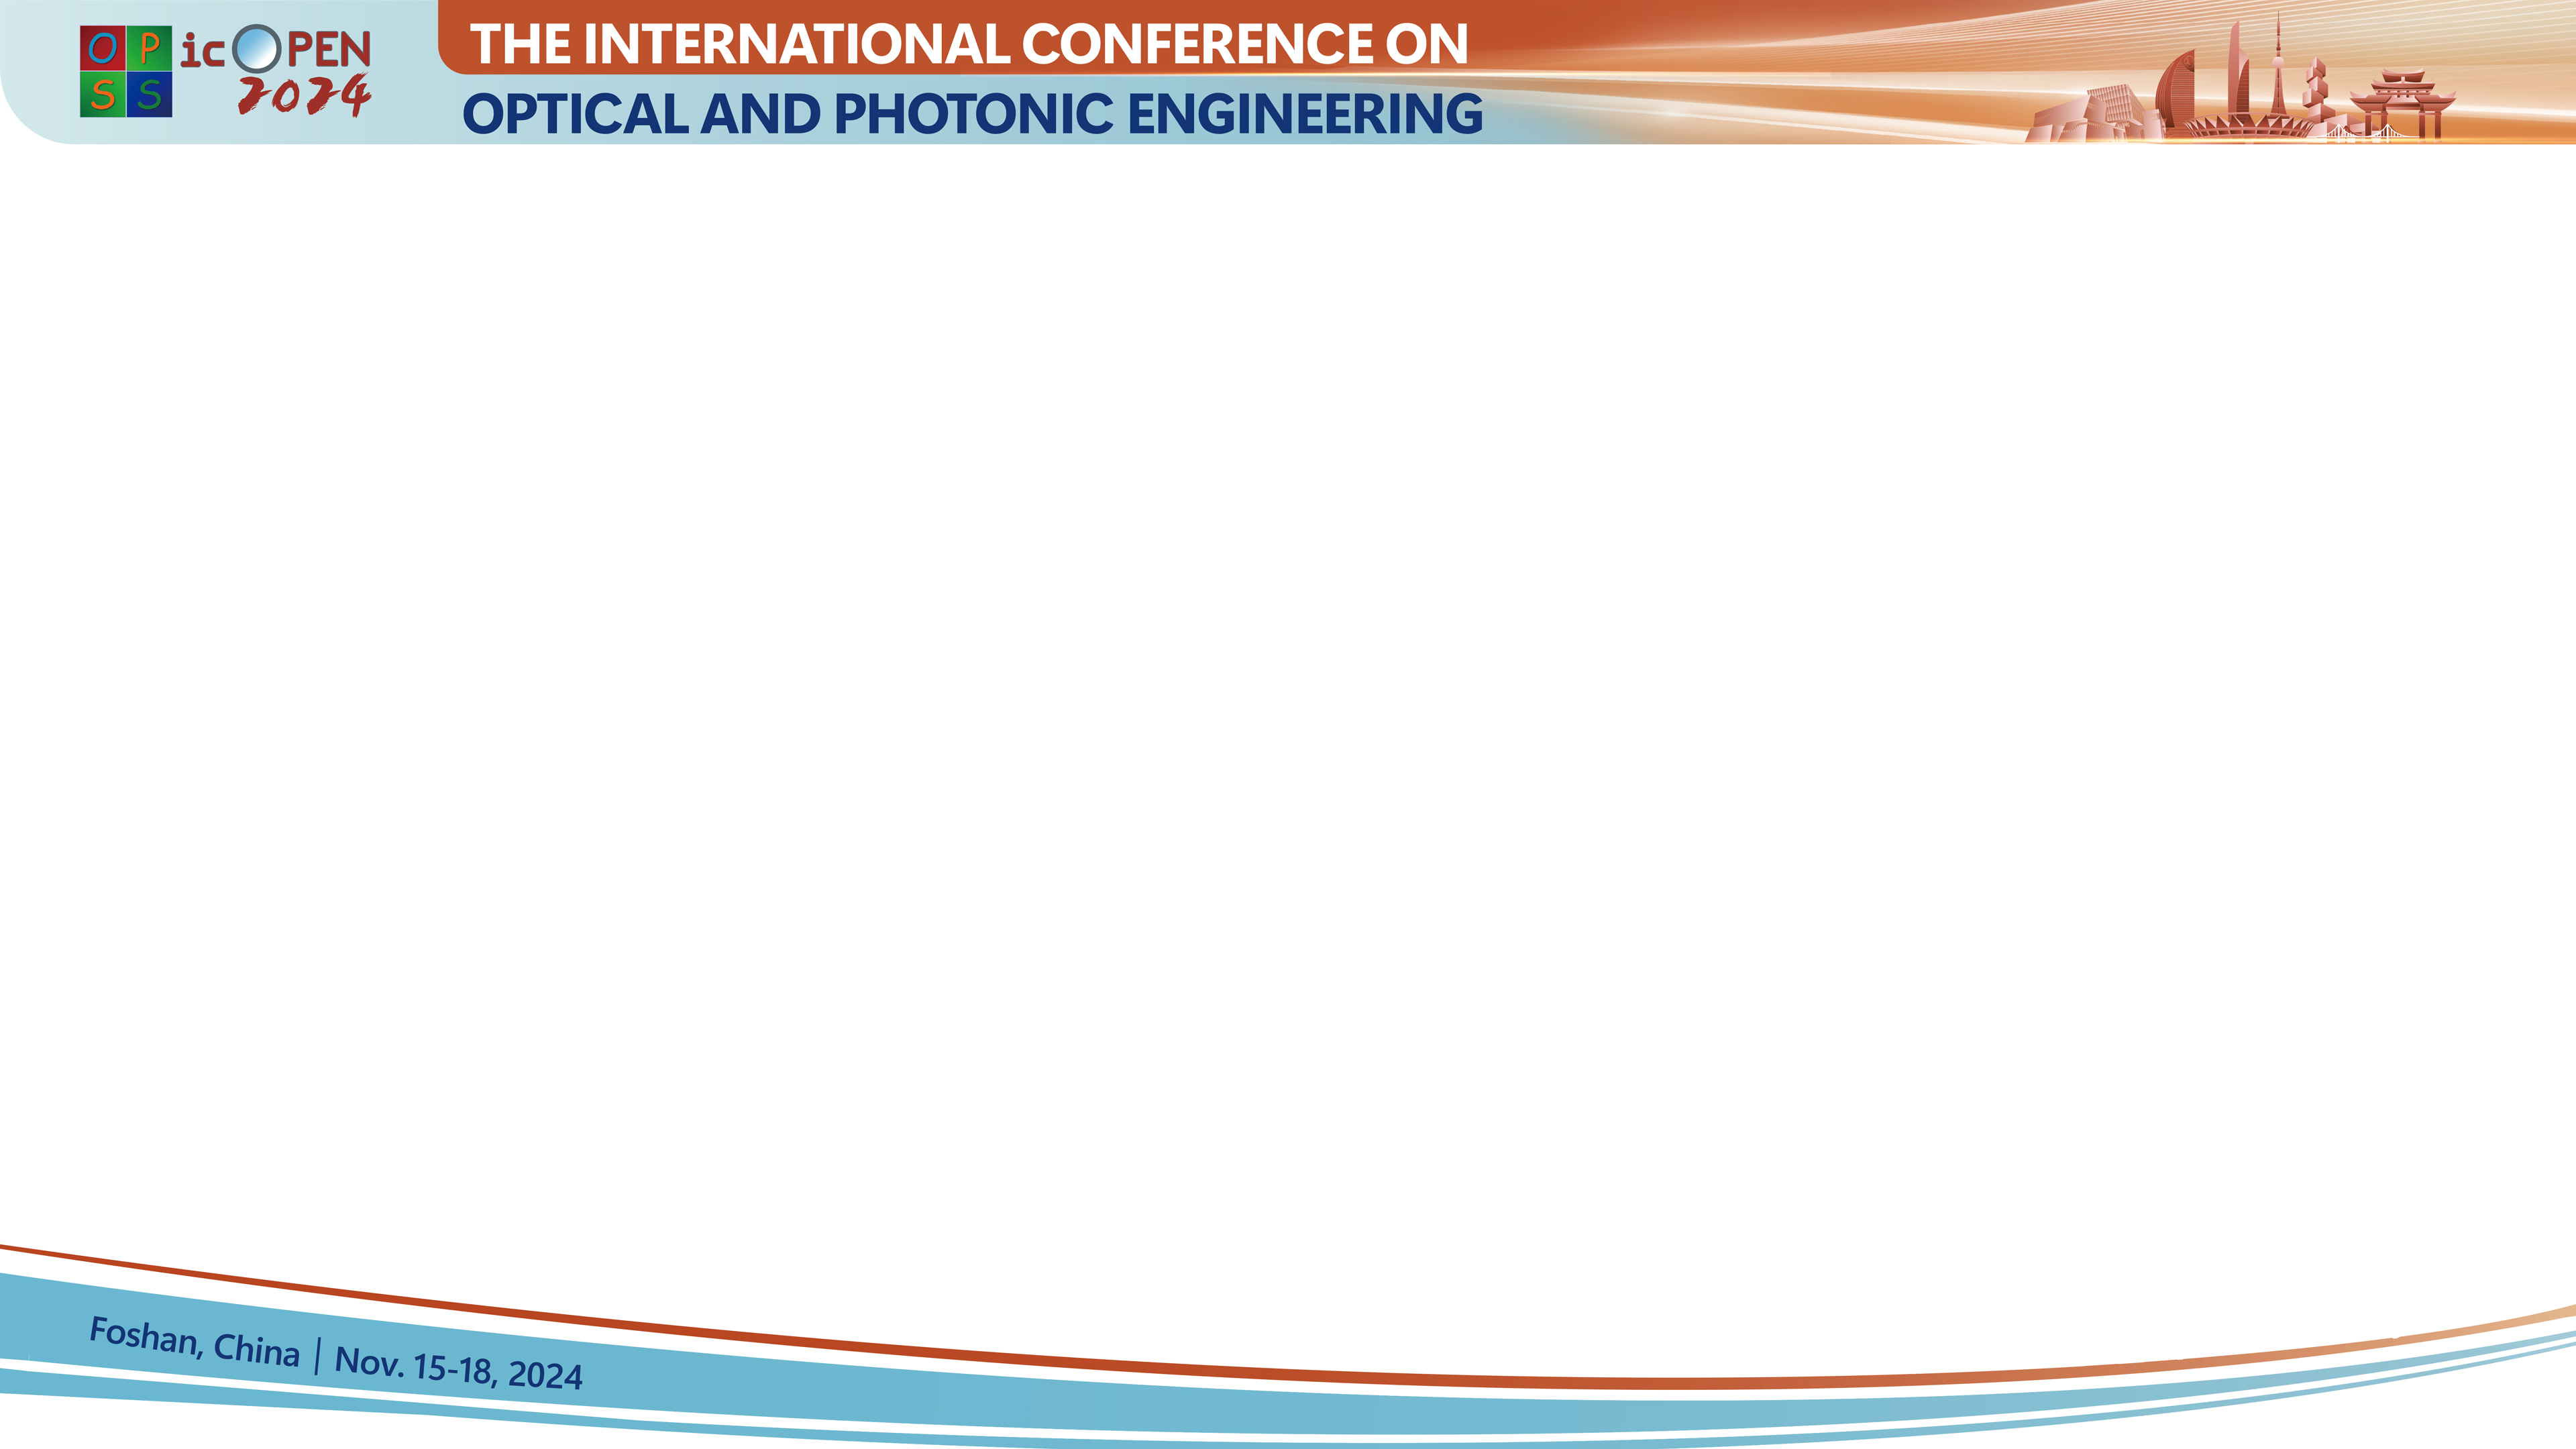 O P
S S
icOPEN
2024
THE INTERNATIONAL CONFERENCE ON
OPTICAL AND PHOTONIC ENGINEERING
Foshan, China | Nov. 15-18, 2024